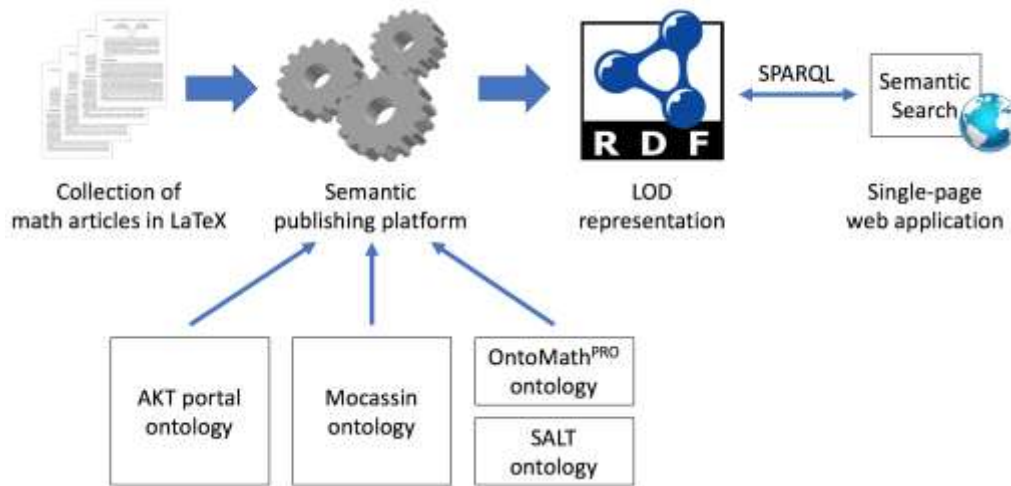 SPARQL
Semantic
Search
R D F
Collection of
math articles in LaTeX
Semantic
publishing platform
LOD
representation
Single-page
web application
AKT portal
ontology
Mocassin
ontology
OntoMathPRO
ontology
SALT
ontology